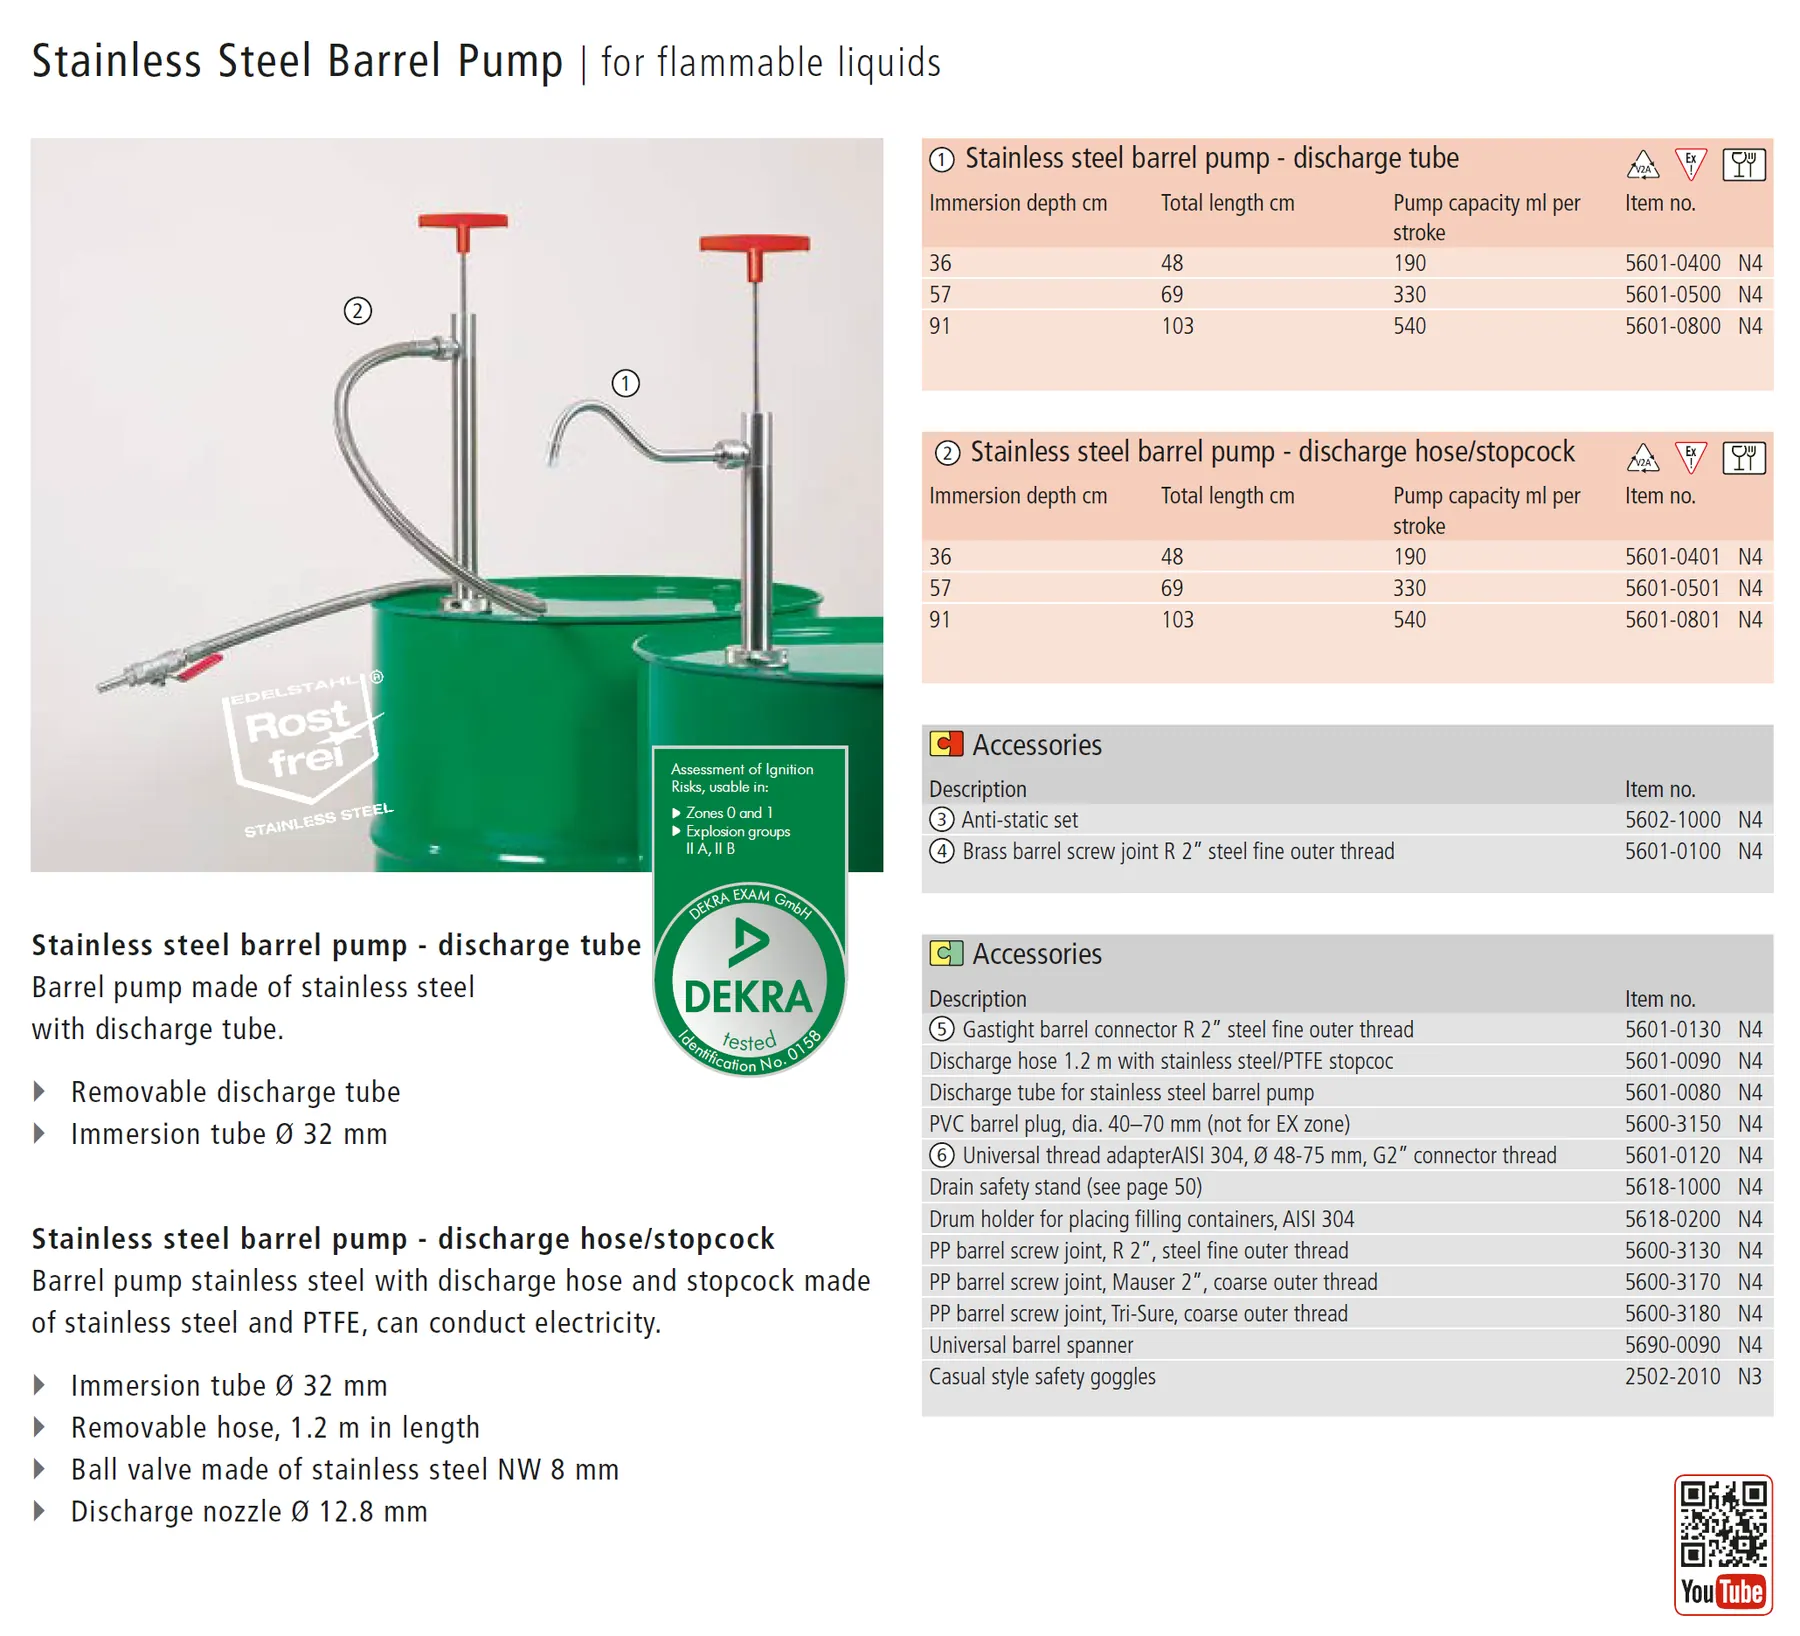 Stainless Steel Barrel Pump | for flammable liquids
2
1
EDELSTAHL ®
Rost
frei
STAINLESS STEEL
Assessment of Ignition
Risks, usable in:
Zones 0 and 1
Explosion groups
II A, II B
DEKRA EXAM GmbH
DEKRA
tested
Identification No. 0158
Stainless steel barrel pump - discharge tube
Barrel pump made of stainless steel
with discharge tube.
Removable discharge tube
Immersion tube Ø 32 mm
Stainless steel barrel pump - discharge hose/stopcock
Barrel pump stainless steel with discharge hose and stopcock made
of stainless steel and PTFE, can conduct electricity.
Immersion tube Ø 32 mm
Removable hose, 1.2 m in length
Ball valve made of stainless steel NW 8 mm
Discharge nozzle Ø 12.8 mm
1 Stainless steel barrel pump - discharge tube V2A Ex !
Immersion depth cm Total length cm Pump capacity ml per Item no.
stroke
36 48 190 5601-0400 N4
57 69 330 5601-0500 N4
91 103 540 5601-0800 N4
2 Stainless steel barrel pump - discharge hose/stopcock V2A Ex !
Immersion depth cm Total length cm Pump capacity ml per Item no.
stroke
36 48 190 5601-0401 N4
57 69 330 5601-0501 N4
91 103 540 5601-0801 N4
C Accessories
Description Item no.
3 Anti-static set 5602-1000 N4
4 Brass barrel screw joint R 2” steel fine outer thread 5601-0100 N4
C Accessories
Description Item no.
5 Gastight barrel connector R 2” steel fine outer thread 5601-0130 N4
Discharge hose 1.2 m with stainless steel/PTFE stopcoc 5601-0090 N4
Discharge tube for stainless steel barrel pump 5601-0080 N4
PVC barrel plug, dia. 40–70 mm (not for EX zone) 5600-3150 N4
6 Universal thread adapterAISI 304, Ø 48-75 mm, G2” connector thread 5601-0120 N4
Drain safety stand (see page 50) 5618-1000 N4
Drum holder for placing filling containers, AISI 304 5618-0200 N4
PP barrel screw joint, R 2”, steel fine outer thread 5600-3130 N4
PP barrel screw joint, Mauser 2”, coarse outer thread 5600-3170 N4
PP barrel screw joint, Tri-Sure, coarse outer thread 5600-3180 N4
Universal barrel spanner 5690-0090 N4
Casual style safety goggles 2502-2010 N3
YouTube